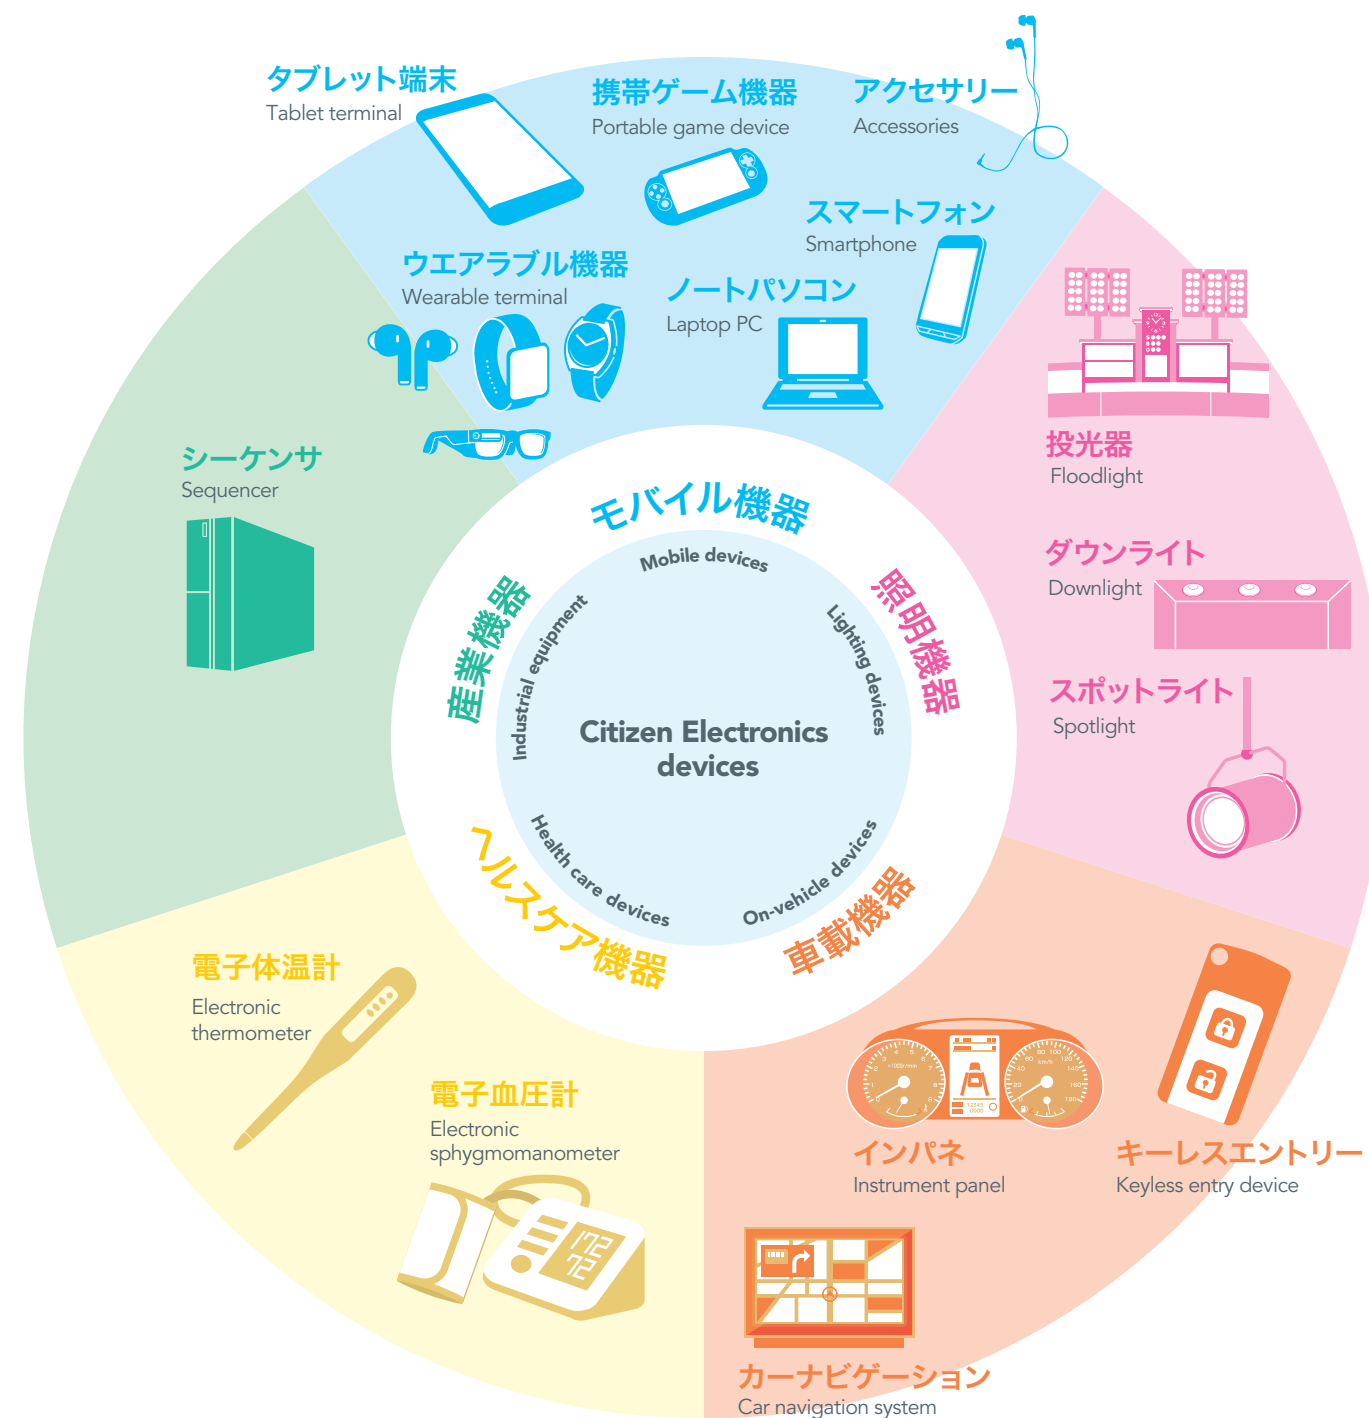 タブレット端末
Tablet terminal
携帯ゲーム機器
Portable game device
アクセサリー
Accessories
スマートフォン
Smartphone
ウエアラブル機器
Wearable terminal
ノートパソコン
Laptop PC
投光器
Floodlight
ダウンライト
Downlight
スポットライト
Spotlight
シーケンサ
Sequencer
モバイル機器
Mobile devices
照明機器
Lighting devices
産業機器
Industrial equipment
Citizen Electronics
devices
ヘルスケア機器
Health care devices
車載機器
On-vehicle devices
電子体温計
Electronic
thermometer
電子血圧計
Electronic
sphygmomanometer
172
72
インパネ
Instrument panel
キーレスエントリー
Keyless entry device
カーナビゲーション
Car navigation system